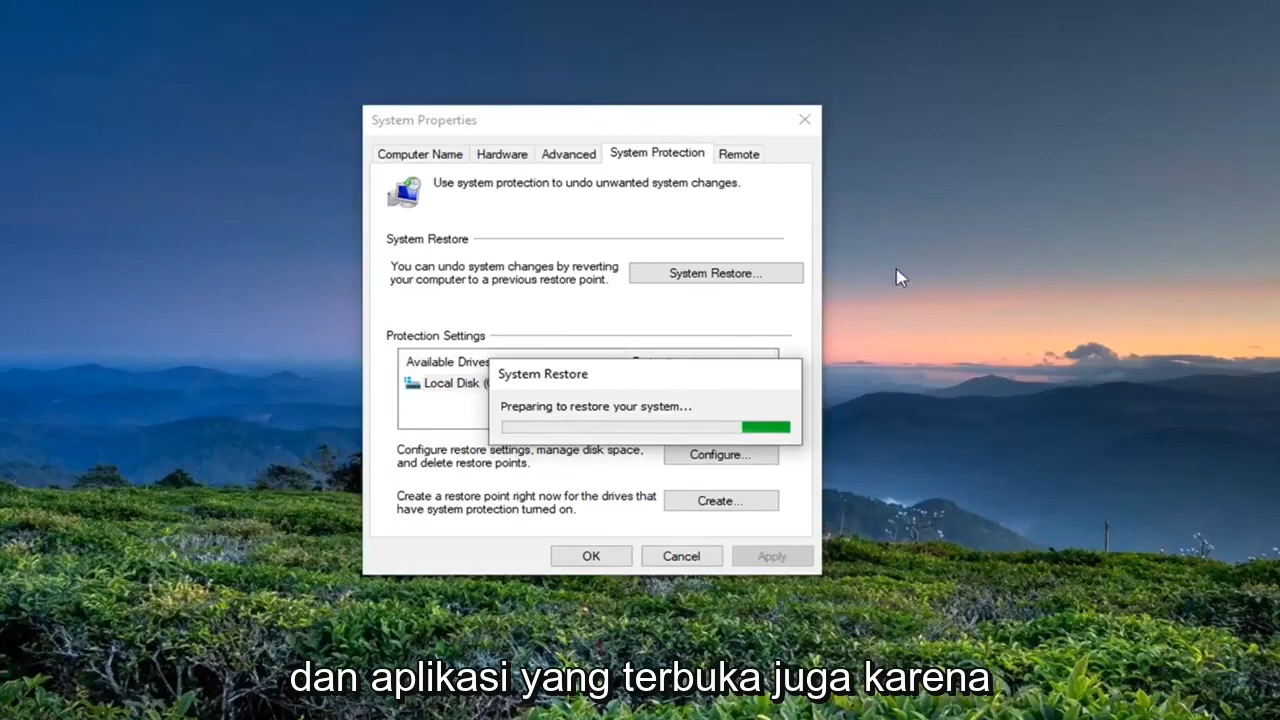 System Properties
Computer Name
Hardware
Advanced
System Protection
Remote
Use system protection to undo unwanted system changes.
System Restore
You can undo system changes by reverting
your computer to a previous restore point.
System Restore...
Protection Settings
Available Drives
Local Disk
System Restore
Preparing to restore your system...
Configure restore settings, manage disk space,
and delete restore points.
Configure...
Create a restore point right now for the drives that
have system protection turned on.
Create...
OK
Cancel
Apply
dan aplikasi yang terbuka juga karena